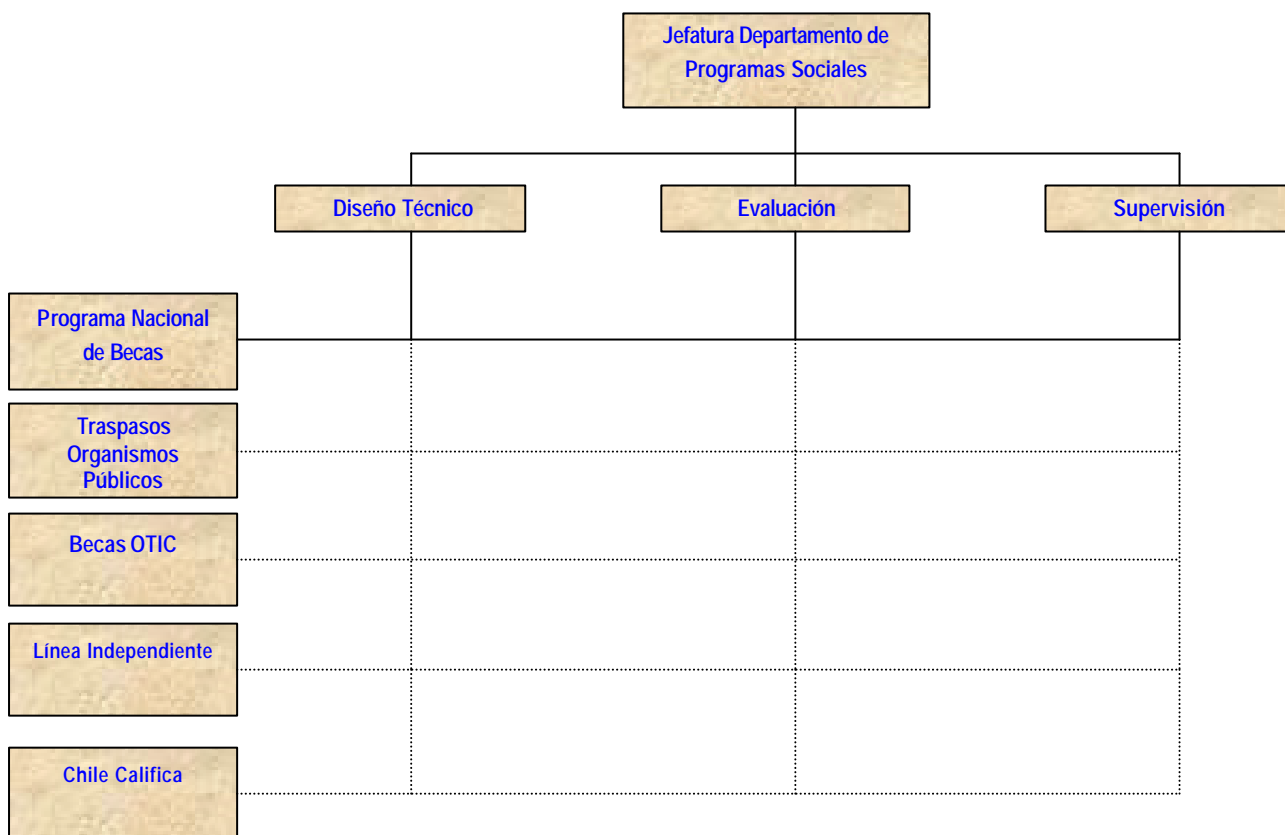 Jefatura Departamento de
Programas Sociales
Diseño Técnico
Evaluación
Supervisión
Programa Nacional
de Becas
Traspasos
Organismos
Públicos
Becas OTIC
Línea Independiente
Chile Califica